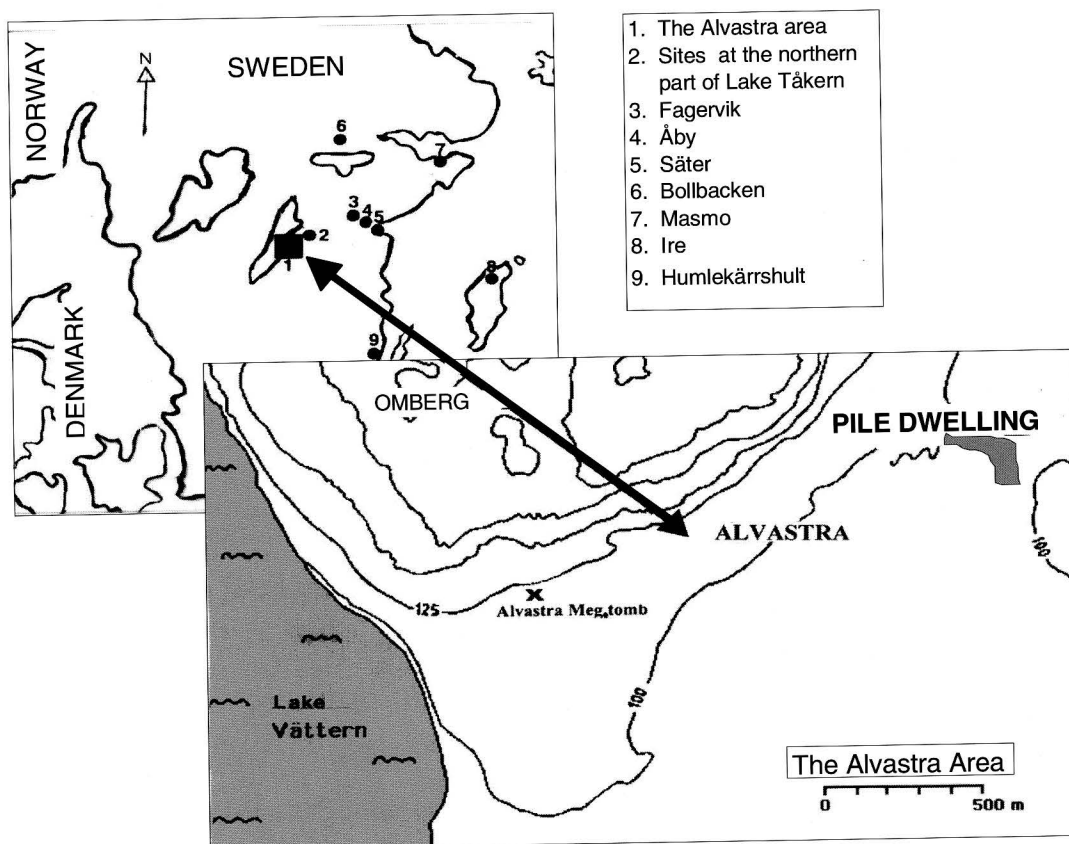 NORWAY
N
SWEDEN
DENMARK
6
7
3
4
5
2
1
8
9
1. The Alvastra area
2. Sites at the northern
part of Lake Tåkern
3. Fagervik
4. Åby
5. Säter
6. Bollbacken
7. Masmo
8. Ire
9. Humlekärrshult
OMBERG
PILE DWELLING
ALVASTRA
100
125
x
Alvastra Meg.tomb
100
Lake
Vättern
The Alvastra Area
0 500 m